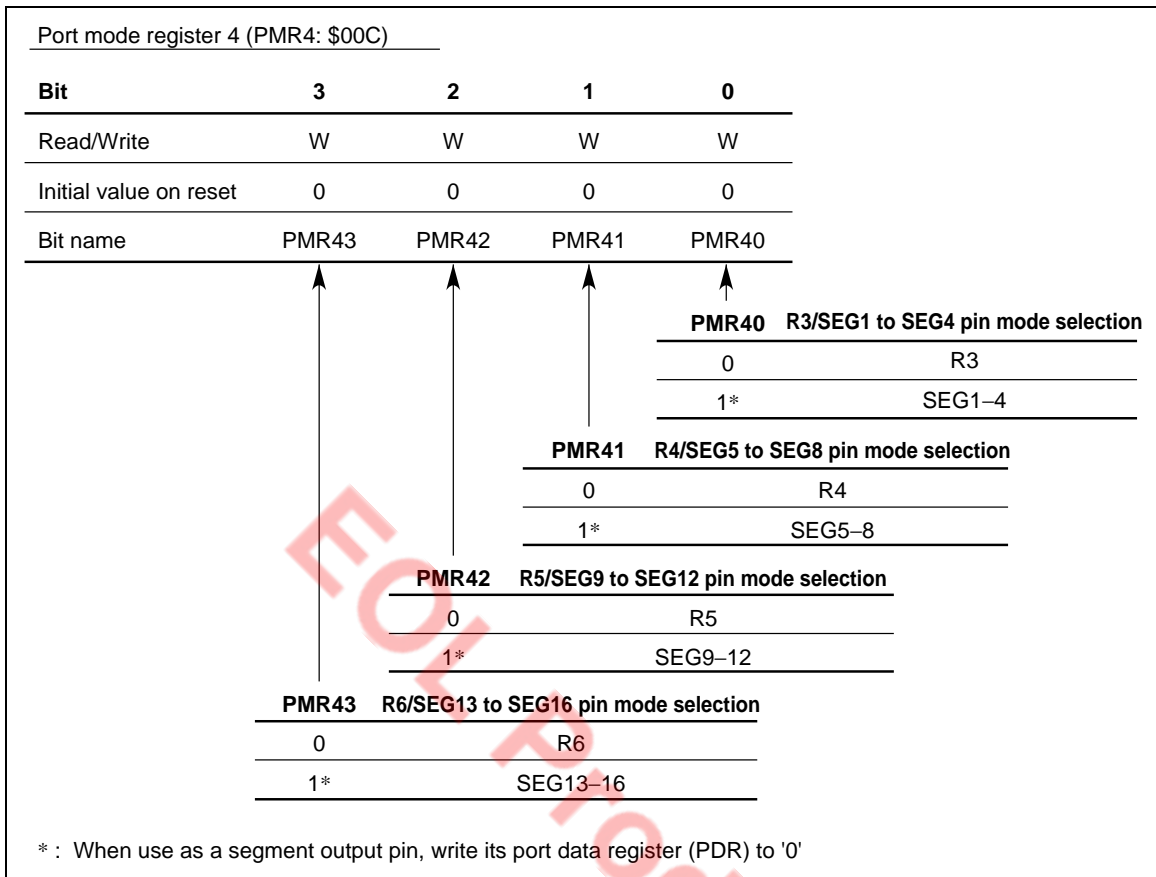 Port mode register 4 (PMR4: $00C)
Bit 3 2 1 0
Read/Write W W W W
Initial value on reset 0 0 0 0
Bit name PMR43 PMR42 PMR41 PMR40
PMR40 R3/SEG1 to SEG4 pin mode selection
0 R3
1* SEG1–4
PMR41 R4/SEG5 to SEG8 pin mode selection
0 R4
1* SEG5–8
PMR42 R5/SEG9 to SEG12 pin mode selection
0 R5
1* SEG9–12
PMR43 R6/SEG13 to SEG16 pin mode selection
0 R6
1* SEG13–16
* : When use as a segment output pin, write its port data register (PDR) to '0'
EOL Pro